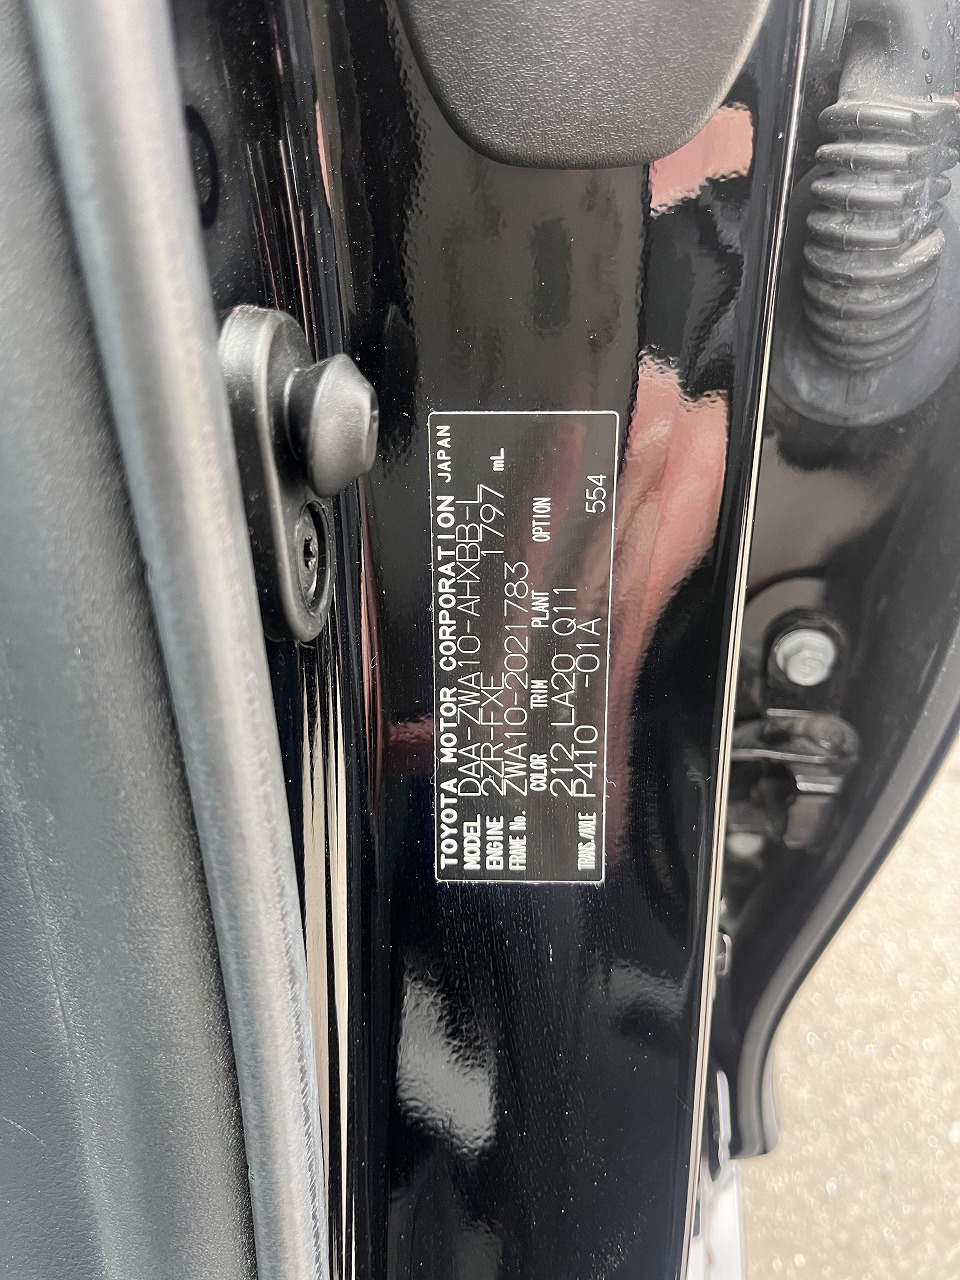 TOYOTA MOTOR CORPORATION JAPAN
MODEL DAA-ZWA10-AHXBB-L
ENGINE 2ZR-FXE 1797 mL
FRAME No. ZWA10-2021783
COLOR TRIM PLANT OPTION
212 LA20 Q11
TRANS./AXLE P410 -01A 554